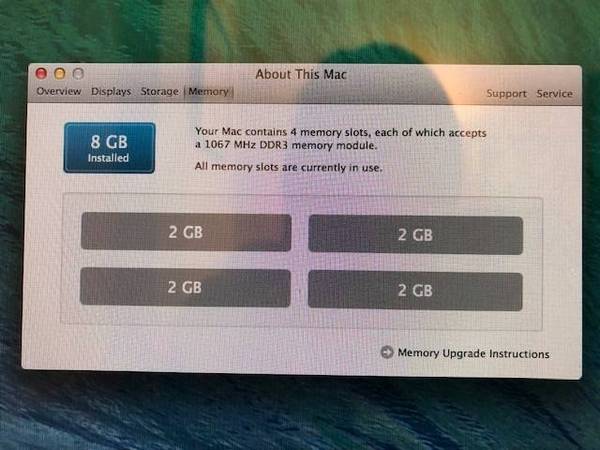 About This Mac
Overview Displays Storage Memory Support Service
8 GB
Installed
Your Mac contains 4 memory slots, each of which accepts
a 1067 MHz DDR3 memory module.
All memory slots are currently in use.
2 GB 2 GB
2 GB 2 GB
Memory Upgrade Instructions